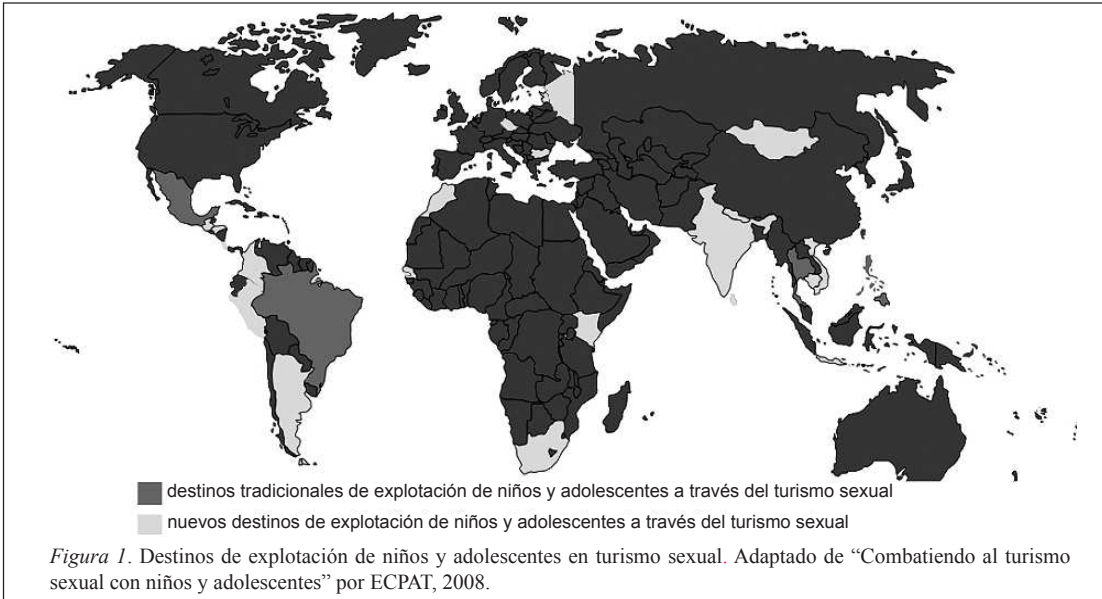 destinos tradicionales de explotación de niños y adolescentes a través del turismo sexual
nuevos destinos de explotación de niños y adolescentes a través del turismo sexual
Figura 1. Destinos de explotación de niños y adolescentes en turismo sexual. Adaptado de “Combatiendo al turismo
sexual con niños y adolescentes” por ECPAT, 2008.